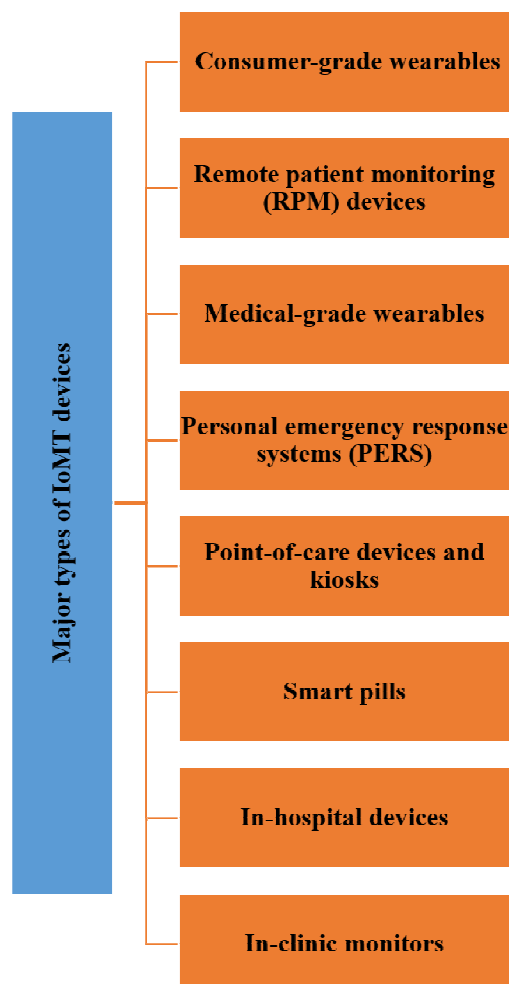 Major types of IoMT devices
Consumer-grade wearables
Remote patient monitoring
(RPM) devices
Medical-grade wearables
Personal emergency response
systems (PERS)
Point-of-care devices and
kiosks
Smart pills
In-hospital devices
In-clinic monitors